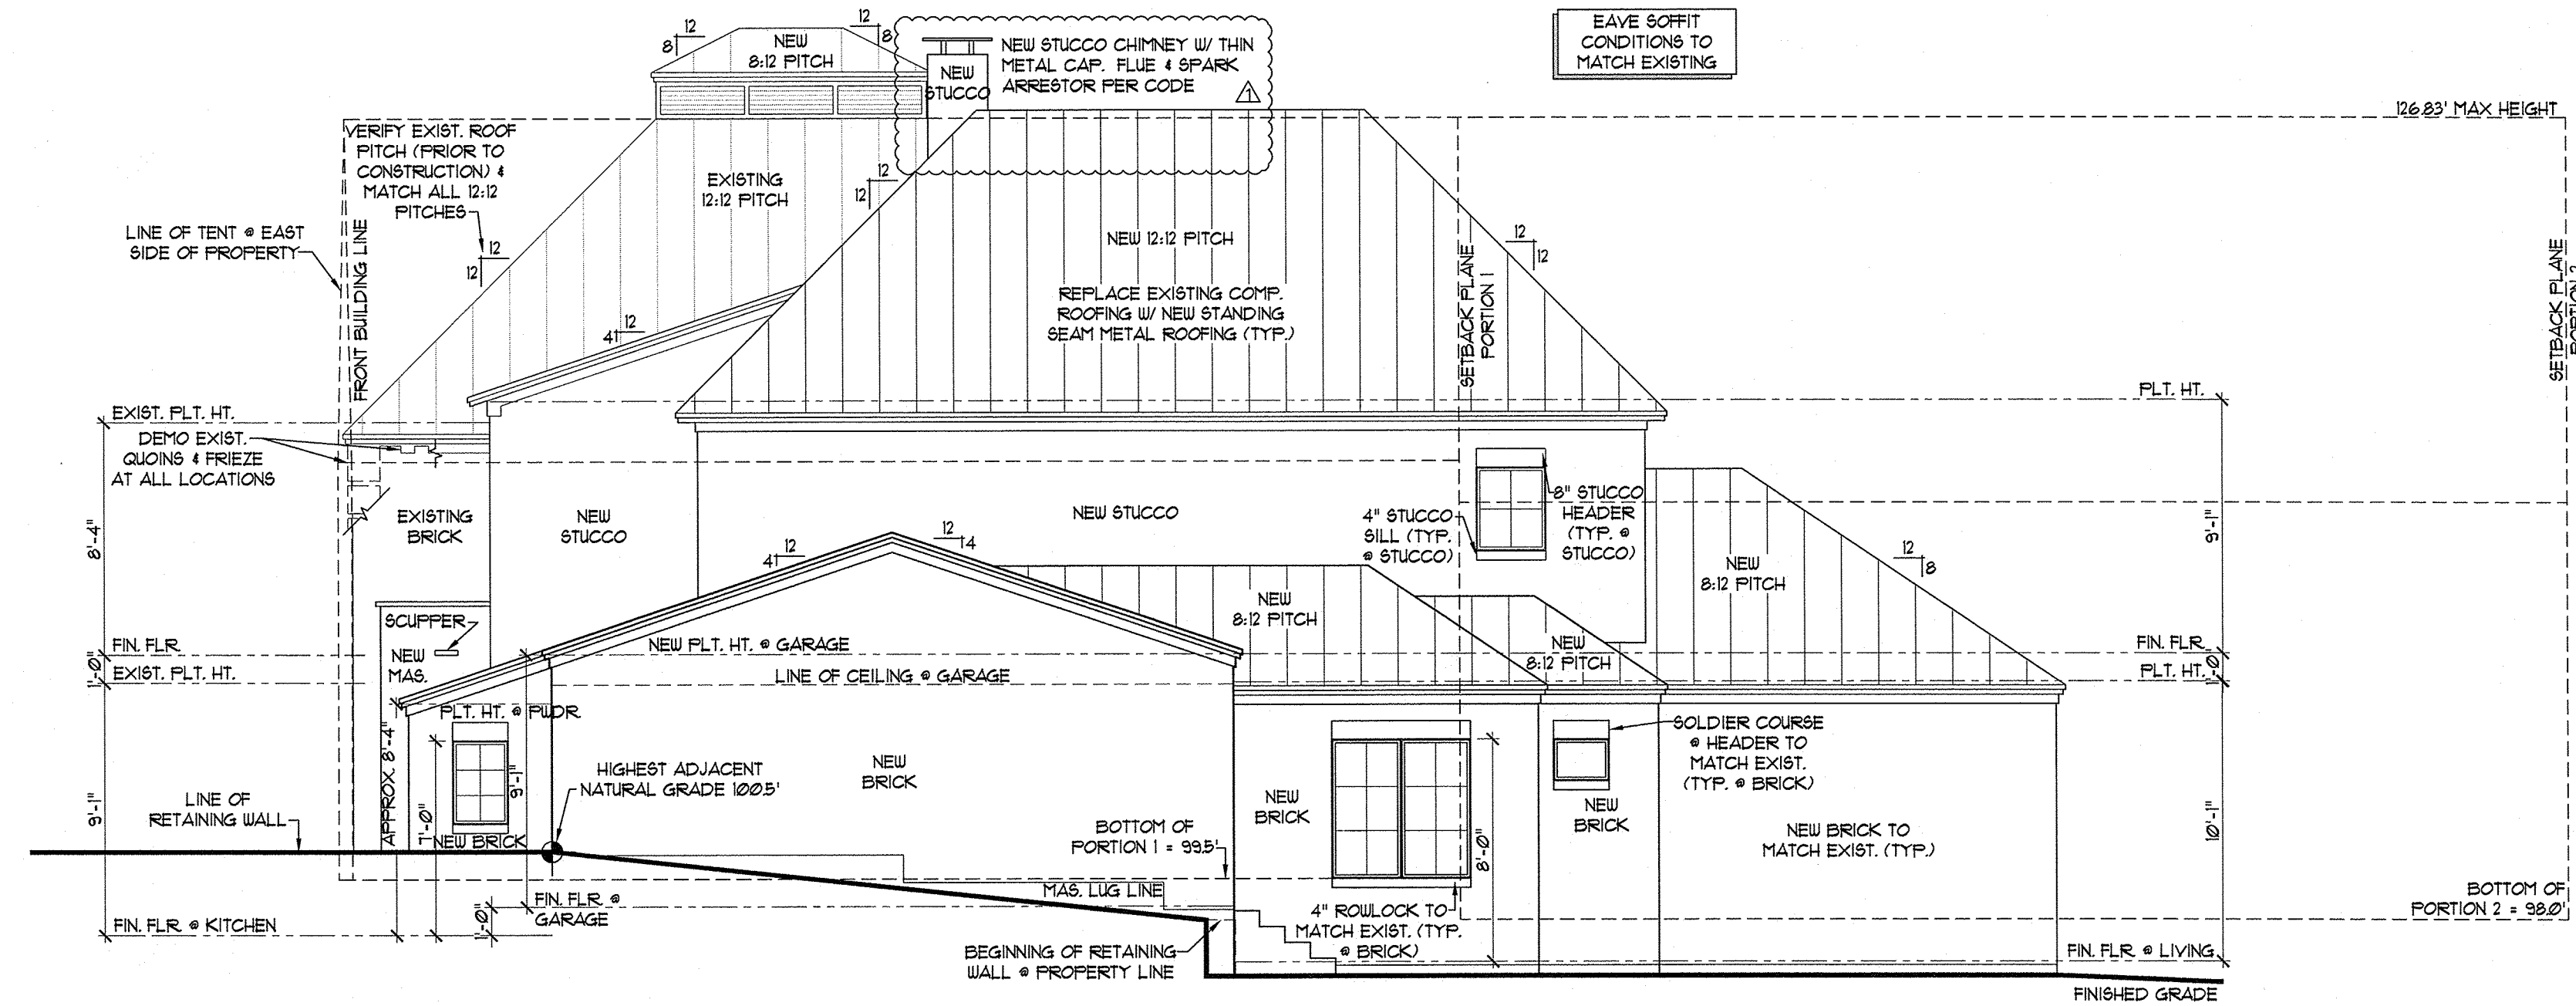 12
8
NEW
8:12 PITCH
12
8
NEW
STUCCO
NEW STUCCO CHIMNEY W/ THIN
METAL CAP. FLUE & SPARK
ARRESTOR PER CODE
1
EAVE SOFFIT
CONDITIONS TO
MATCH EXISTING
126.83' MAX HEIGHT
VERIFY EXIST. ROOF
PITCH (PRIOR TO
CONSTRUCTION) &
MATCH ALL 12:12
PITCHES
LINE OF TENT @ EAST
SIDE OF PROPERTY
FRONT BUILDING LINE
12
12
EXISTING
12:12 PITCH
12
12
NEW 12:12 PITCH
REPLACE EXISTING COMP.
ROOFING W/ NEW STANDING
SEAM METAL ROOFING (TYP.)
12
4
SETBACK PLANE
PORTION 1
12
12
SETBACK PLANE
PORTION 2
EXIST. PLT. HT.
PLT. HT.
DEMO EXIST.
QUOINS & FRIEZE
AT ALL LOCATIONS
EXISTING
BRICK
NEW
STUCCO
NEW STUCCO
4" STUCCO
SILL (TYP.
@ STUCCO)
8" STUCCO
HEADER
(TYP. @
STUCCO)
8'-4"
9'-1"
12
4
12
4
NEW
8:12 PITCH
NEW
8:12 PITCH
NEW
8:12 PITCH
12
8
SCUPPER
NEW
MAS.
FIN. FLR.
EXIST. PLT. HT.
1'-0"
NEW PLT. HT. @ GARAGE
LINE OF CEILING @ GARAGE
FIN. FLR.
PLT. HT.
1'-0"
PLT. HT. @ PWDR.
APPROX. 8'-4"
7'-0"
9'-1"
9'-1"
NEW BRICK
LINE OF
RETAINING WALL
HIGHEST ADJACENT
NATURAL GRADE 100.5'
NEW
BRICK
BOTTOM OF
PORTION 1 = 99.5'
NEW
BRICK
8'-0"
SOLDIER COURSE
@ HEADER TO
MATCH EXIST.
(TYP. @ BRICK)
NEW
BRICK
NEW BRICK TO
MATCH EXIST. (TYP.)
10'-1"
FIN. FLR. @ KITCHEN
1'-0"
FIN. FLR. @
GARAGE
MAS. LUG LINE
4" ROWLOCK TO
MATCH EXIST. (TYP.
@ BRICK)
BEGINNING OF RETAINING
WALL @ PROPERTY LINE
BOTTOM OF
PORTION 2 = 98.0'
FIN. FLR. @ LIVING
FINISHED GRADE